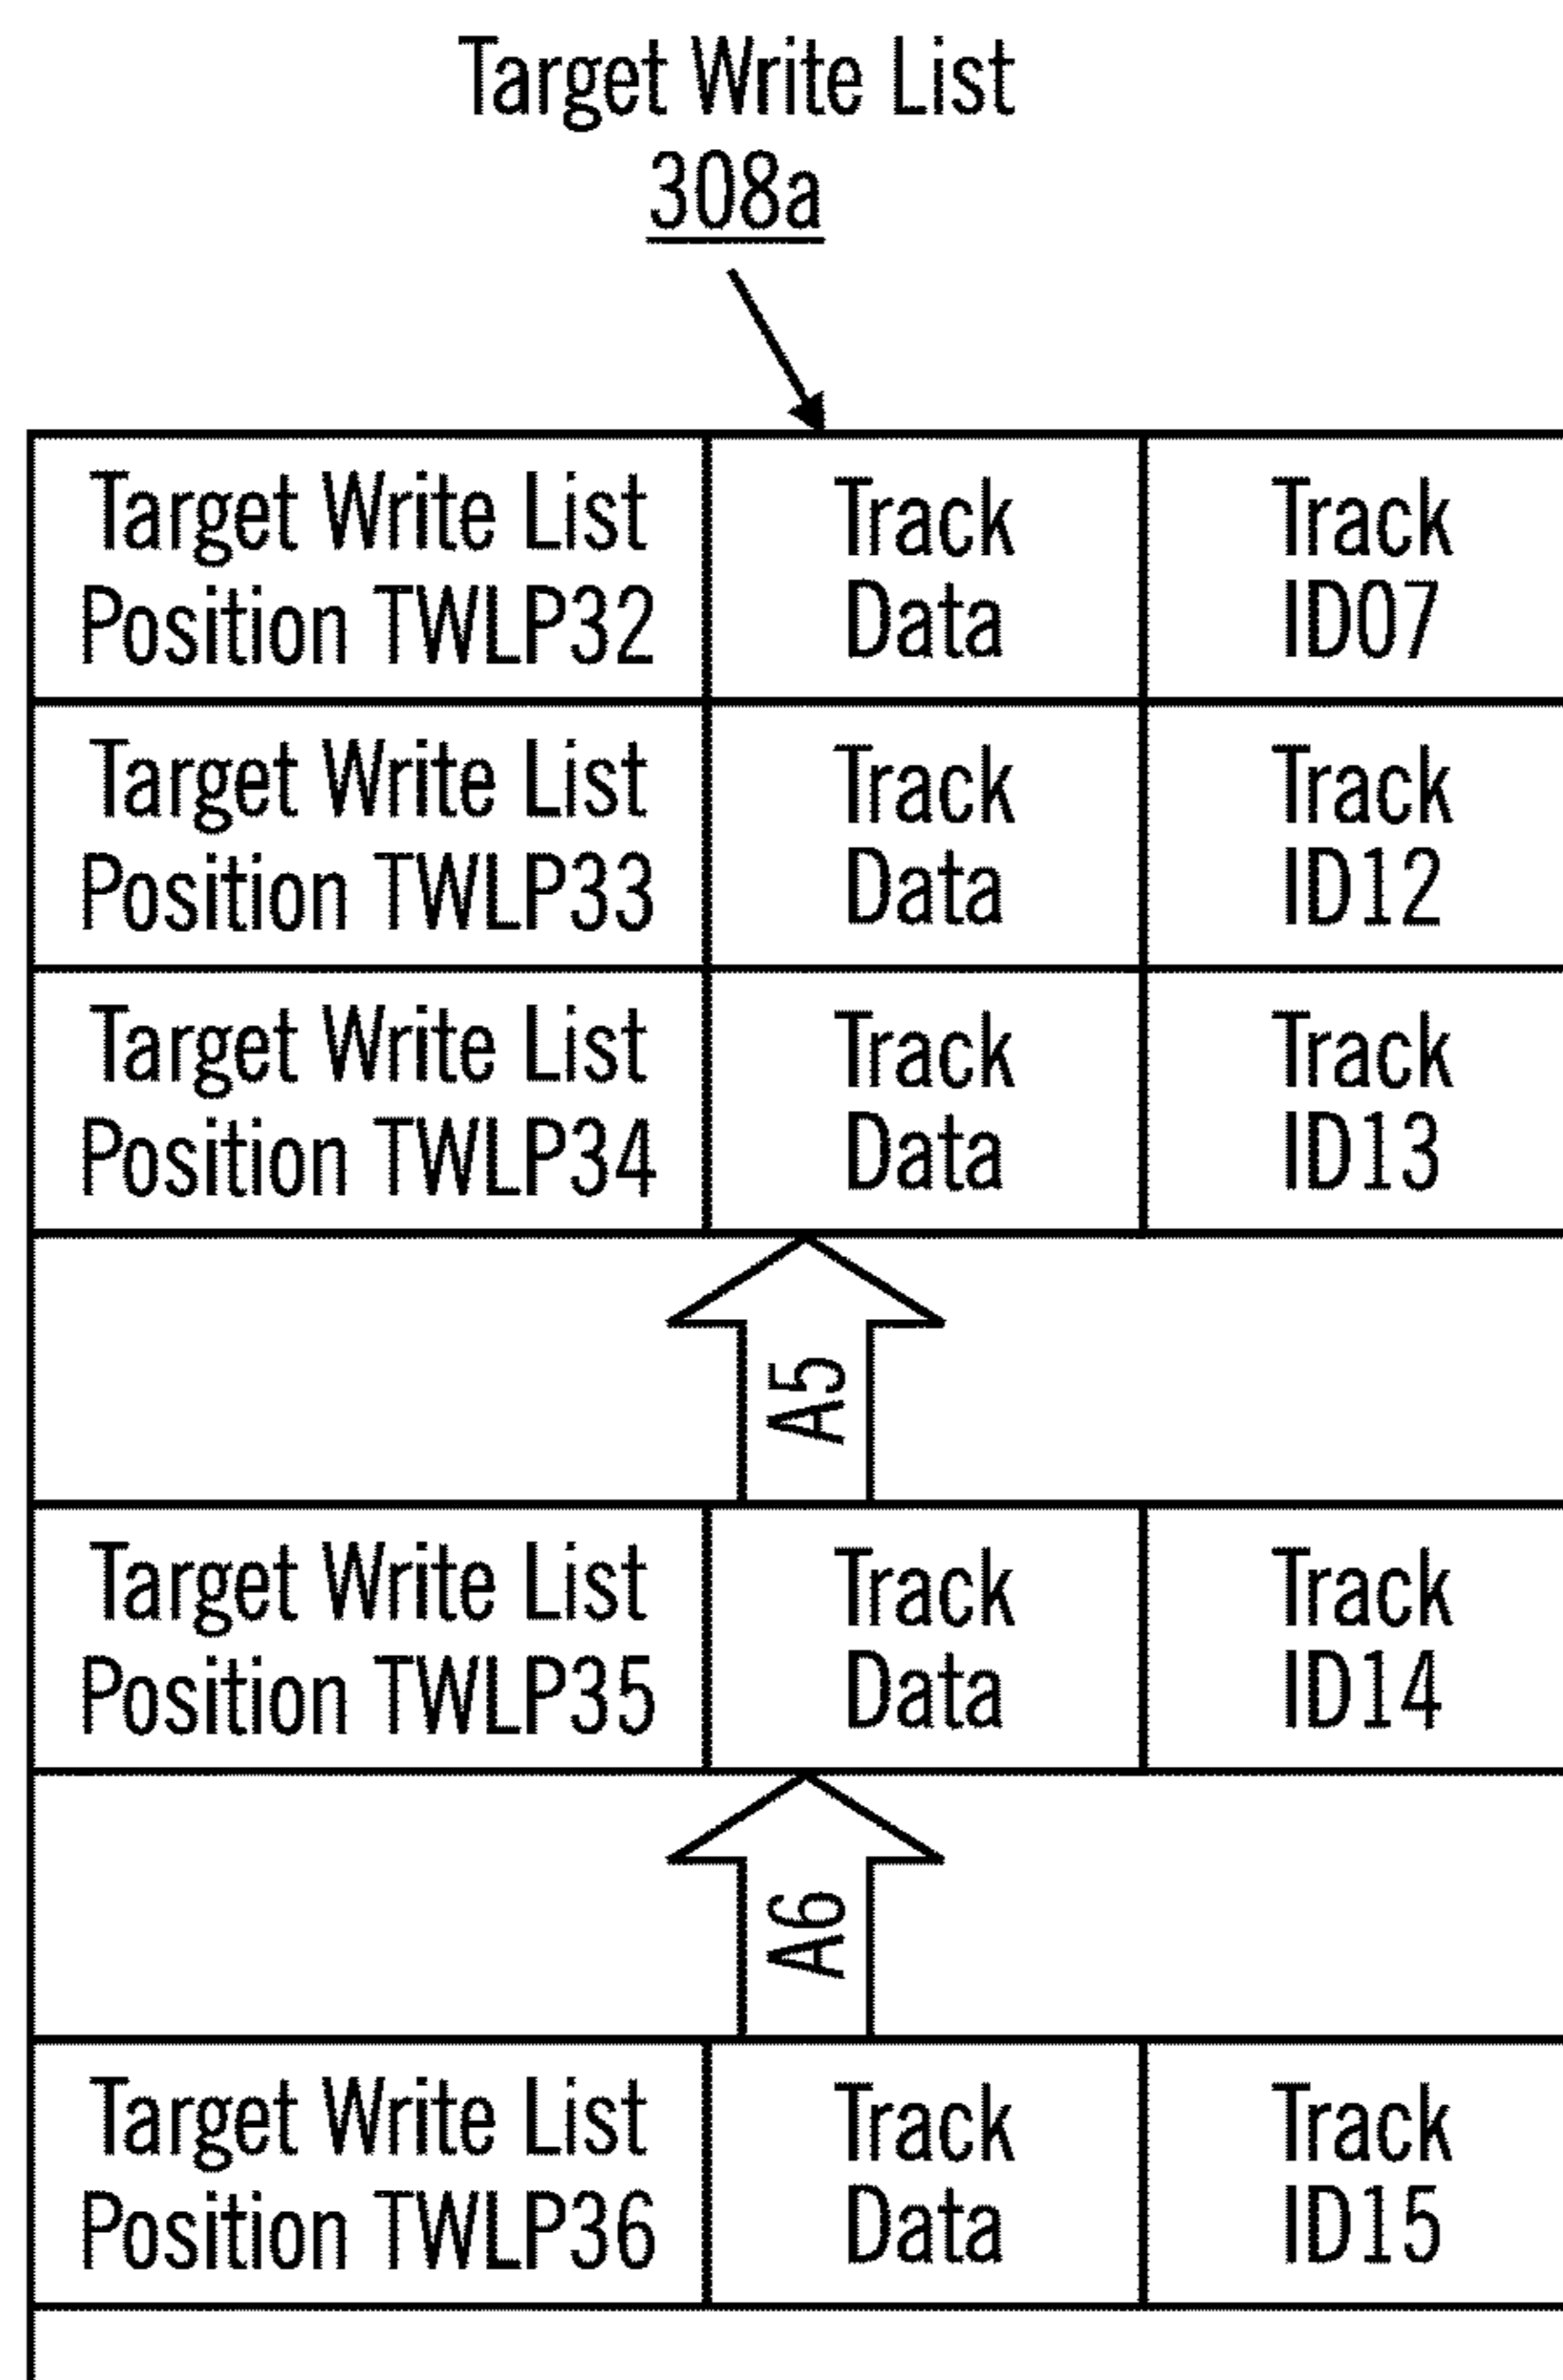 Target Write List
308a
Target Write List
Position TWLP32
Track
Data
Track
ID07
Target Write List
Position TWLP33
Track
Data
Track
ID12
Target Write List
Position TWLP34
Track
Data
Track
ID13
A5
Target Write List
Position TWLP35
Track
Data
Track
ID14
A6
Target Write List
Position TWLP36
Track
Data
Track
ID15